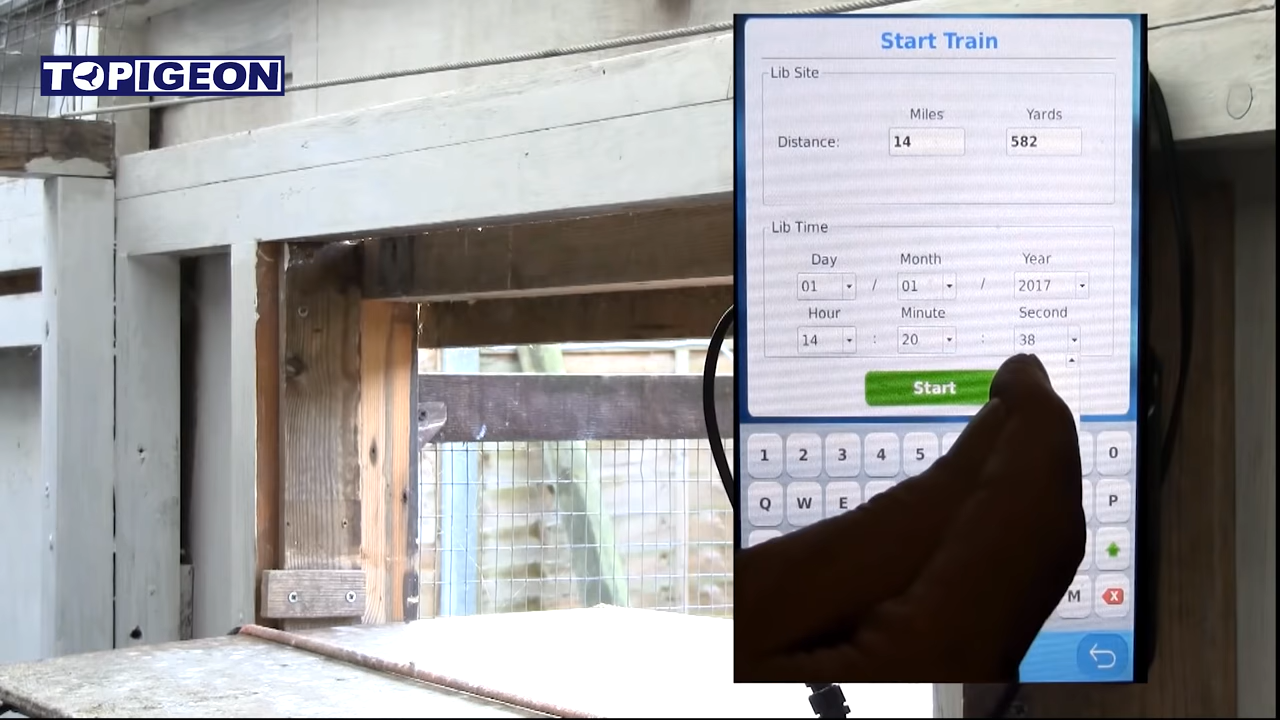 TOPIGEON
Start Train
Lib Site
Miles Yards
Distance: 14 582
Lib Time
Day Month Year
01 / 01 / 2017
Hour Minute Second
14 : 20 : 38
Start
1 2 3 4 5 0
Q W E P
M X